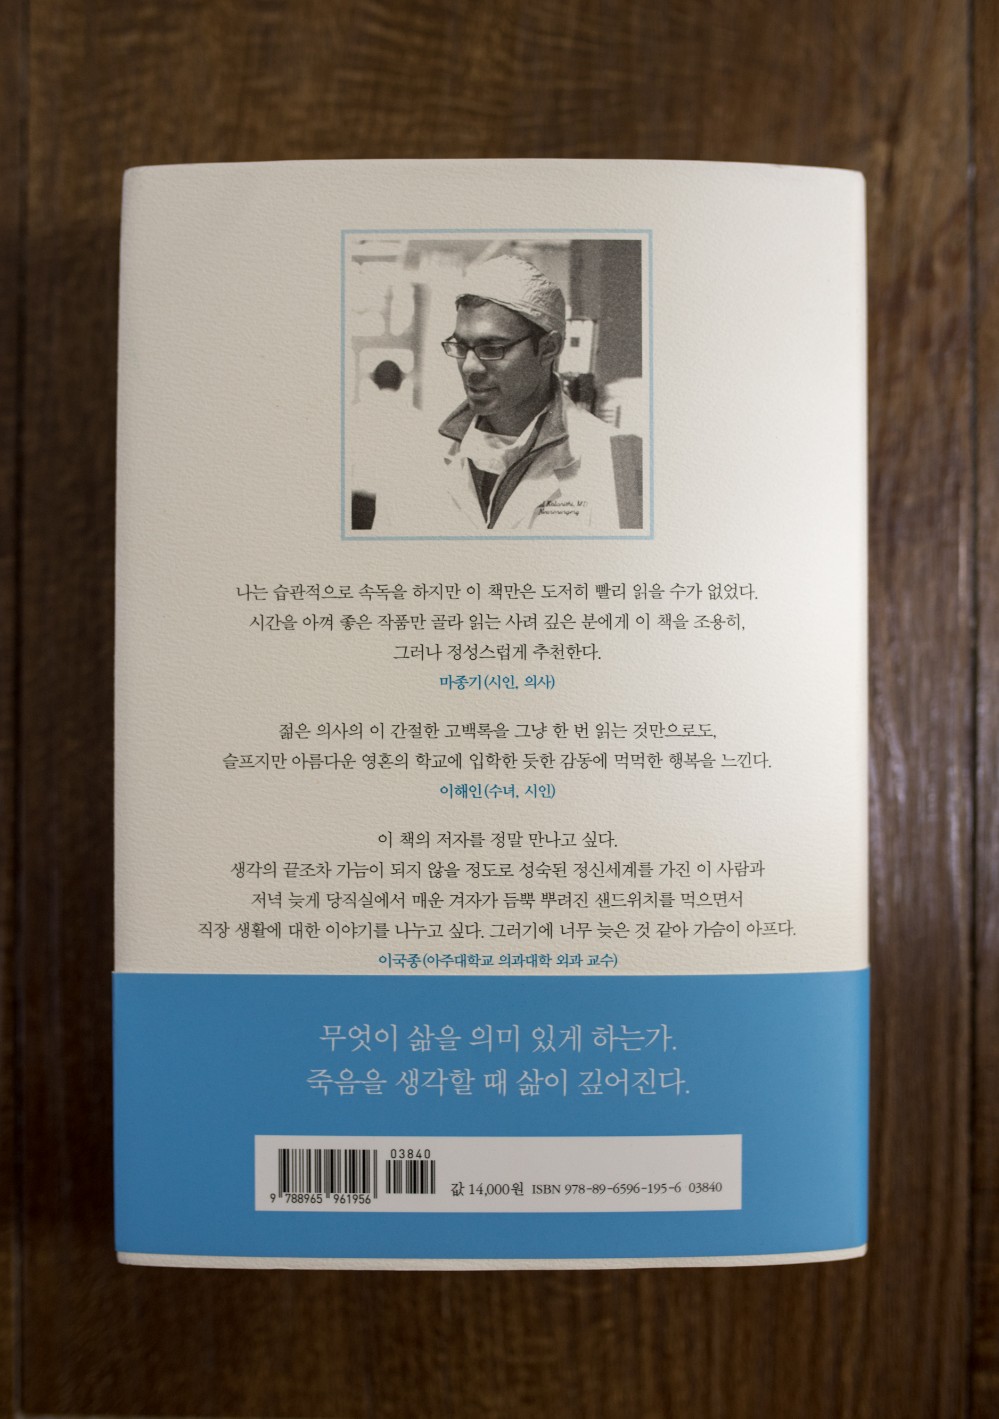 나는 습관적으로 속독을 하지만 이 책만은 도저히 빨리 읽을 수가 없었다.
시간을 아껴 좋은 작품만 골라 읽는 사려 깊은 분에게 이 책을 조용히,
그러나 정성스럽게 추천한다.
마종기(시인, 의사)
젊은 의사의 이 간절한 고백록을 그냥 한 번 읽는 것만으로도,
슬프지만 아름다운 영혼의 학교에 입학한 듯한 감동에 먹먹한 행복을 느낀다.
이해인(수녀, 시인)
이 책의 저자를 정말 만나고 싶다.
생각의 끝조차 가늠이 되지 않을 정도로 성숙된 정신세계를 가진 이 사람과
저녁 늦게 당직실에서 매운 겨자가 듬뿍 뿌려진 샌드위치를 먹으면서
직장 생활에 대한 이야기를 나누고 싶다. 그러기에 너무 늦은 것 같아 가슴이 아프다.
이국종(아주대학교 의과대학 외과 교수)
무엇이 삶을 의미 있게 하는가.
죽음을 생각할 때 삶이 깊어진다.
03840
9 788965 961956
값 14,000원 ISBN 978-89-6596-195-6 03840